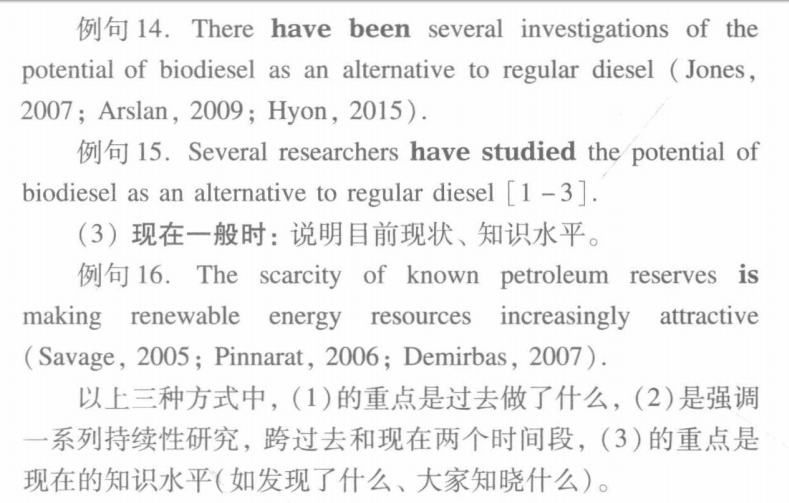 例句 14. There have been several investigations of the
potential of biodiesel as an alternative to regular diesel (Jones,
2007; Arslan, 2009; Hyon, 2015).
例句 15. Several researchers have studied the potential of
biodiesel as an alternative to regular diesel [1-3].
(3) 现在一般时: 说明目前现状、知识水平。
例句 16. The scarcity of known petroleum reserves is
making renewable energy resources increasingly attractive
(Savage, 2005; Pinnarat, 2006; Demirbas, 2007).
以上三种方式中, (1)的重点是过去做了什么, (2)是强调
一系列持续性研究, 跨过去和现在两个时间段, (3)的重点是
现在的知识水平(如发现了什么、大家知晓什么)。